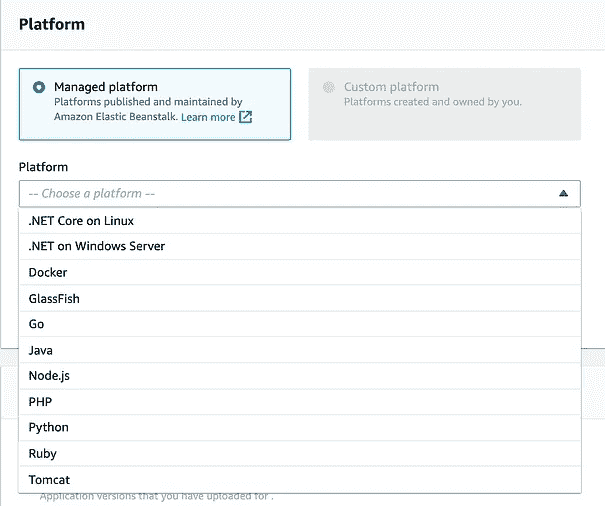 Platform
Managed platform
Platforms published and maintained by
Amazon Elastic Beanstalk. Learn more
Custom platform
Platforms created and owned by you.
Platform
-- Choose a platform --
.NET Core on Linux
.NET on Windows Server
Docker
GlassFish
Go
Java
Node.js
PHP
Python
Ruby
Tomcat
Application versions that you have uploaded for .